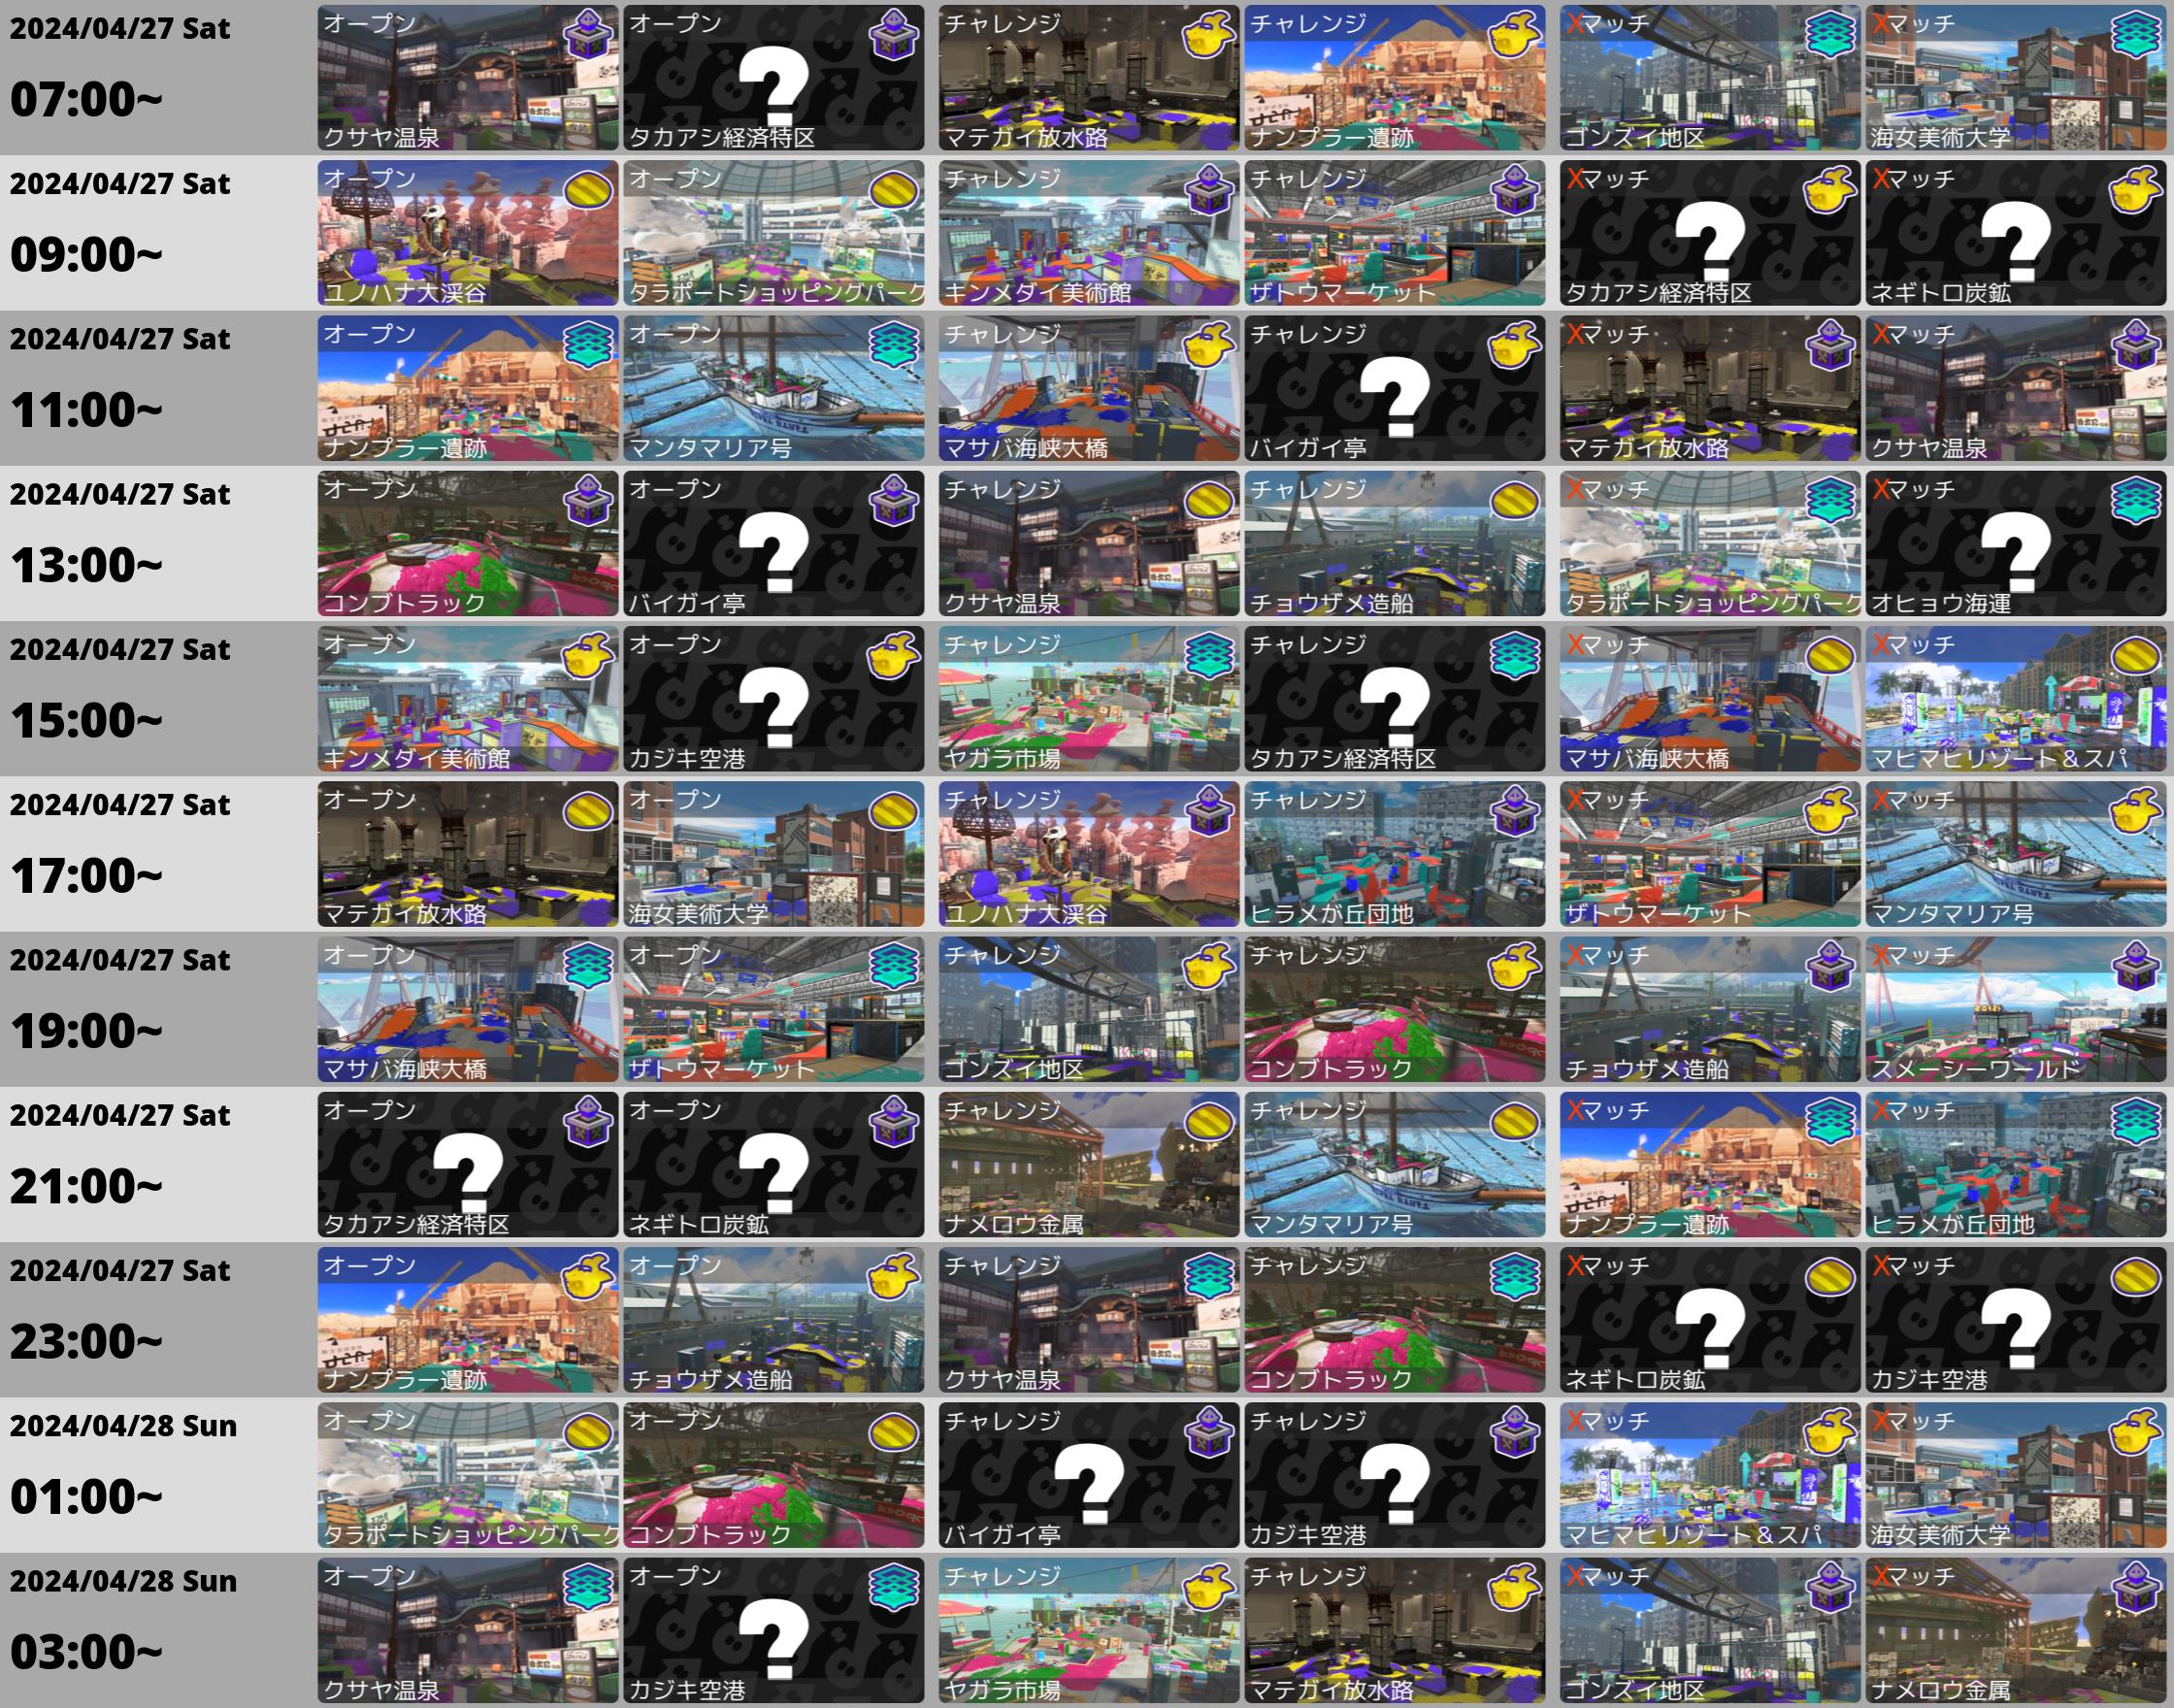 2024/04/27 Sat
07:00~
オープン
クサヤ温泉
オープン
タカアシ経済特区
チャレンジ
マテガイ放水路
チャレンジ
ナンプラー遺跡
Xマッチ
ゴンズイ地区
Xマッチ
海女美術大学
2024/04/27 Sat
09:00~
オープン
ユノハナ大渓谷
オープン
タラポートショッピングパーク
チャレンジ
キンメダイ美術館
チャレンジ
ザトウマーケット
Xマッチ
タカアシ経済特区
Xマッチ
ネギトロ炭鉱
2024/04/27 Sat
11:00~
オープン
ナンプラー遺跡
オープン
マンタマリア号
チャレンジ
マサバ海峡大橋
チャレンジ
バイガイ亭
Xマッチ
マテガイ放水路
Xマッチ
クサヤ温泉
2024/04/27 Sat
13:00~
オープン
コンブトラック
オープン
バイガイ亭
チャレンジ
クサヤ温泉
チャレンジ
チョウザメ造船
Xマッチ
タラポートショッピングパーク
Xマッチ
オヒョウ海運
2024/04/27 Sat
15:00~
オープン
キンメダイ美術館
オープン
カジキ空港
チャレンジ
ヤガラ市場
チャレンジ
タカアシ経済特区
Xマッチ
マサバ海峡大橋
Xマッチ
マヒマヒリゾート&スパ
2024/04/27 Sat
17:00~
オープン
マテガイ放水路
オープン
海女美術大学
チャレンジ
ユノハナ大渓谷
チャレンジ
ヒラメが丘団地
Xマッチ
ザトウマーケット
Xマッチ
マンタマリア号
2024/04/27 Sat
19:00~
オープン
マサバ海峡大橋
オープン
ザトウマーケット
チャレンジ
ゴンズイ地区
チャレンジ
コンブトラック
Xマッチ
チョウザメ造船
Xマッチ
スメーシーワールド
2024/04/27 Sat
21:00~
オープン
タカアシ経済特区
オープン
ネギトロ炭鉱
チャレンジ
ナメロウ金属
チャレンジ
マンタマリア号
Xマッチ
ナンプラー遺跡
Xマッチ
ヒラメが丘団地
2024/04/27 Sat
23:00~
オープン
ナンプラー遺跡
オープン
チョウザメ造船
チャレンジ
クサヤ温泉
チャレンジ
コンブトラック
Xマッチ
ネギトロ炭鉱
Xマッチ
カジキ空港
2024/04/28 Sun
01:00~
オープン
タラポートショッピングパーク
オープン
コンブトラック
チャレンジ
バイガイ亭
チャレンジ
カジキ空港
Xマッチ
マヒマヒリゾート&スパ
Xマッチ
海女美術大学
2024/04/28 Sun
03:00~
オープン
クサヤ温泉
オープン
カジキ空港
チャレンジ
ヤガラ市場
チャレンジ
マテガイ放水路
Xマッチ
ゴンズイ地区
Xマッチ
ナメロウ金属